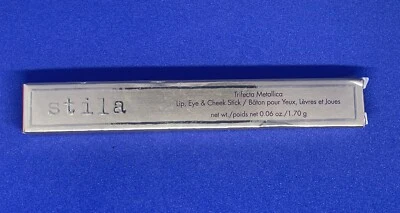 stila
Trifecta Metallica
Lip, Eye & Cheek Stick / Bâton pour Yeux, Lèvres et Joues
net wt./poids net 0.06 oz./1.70 g